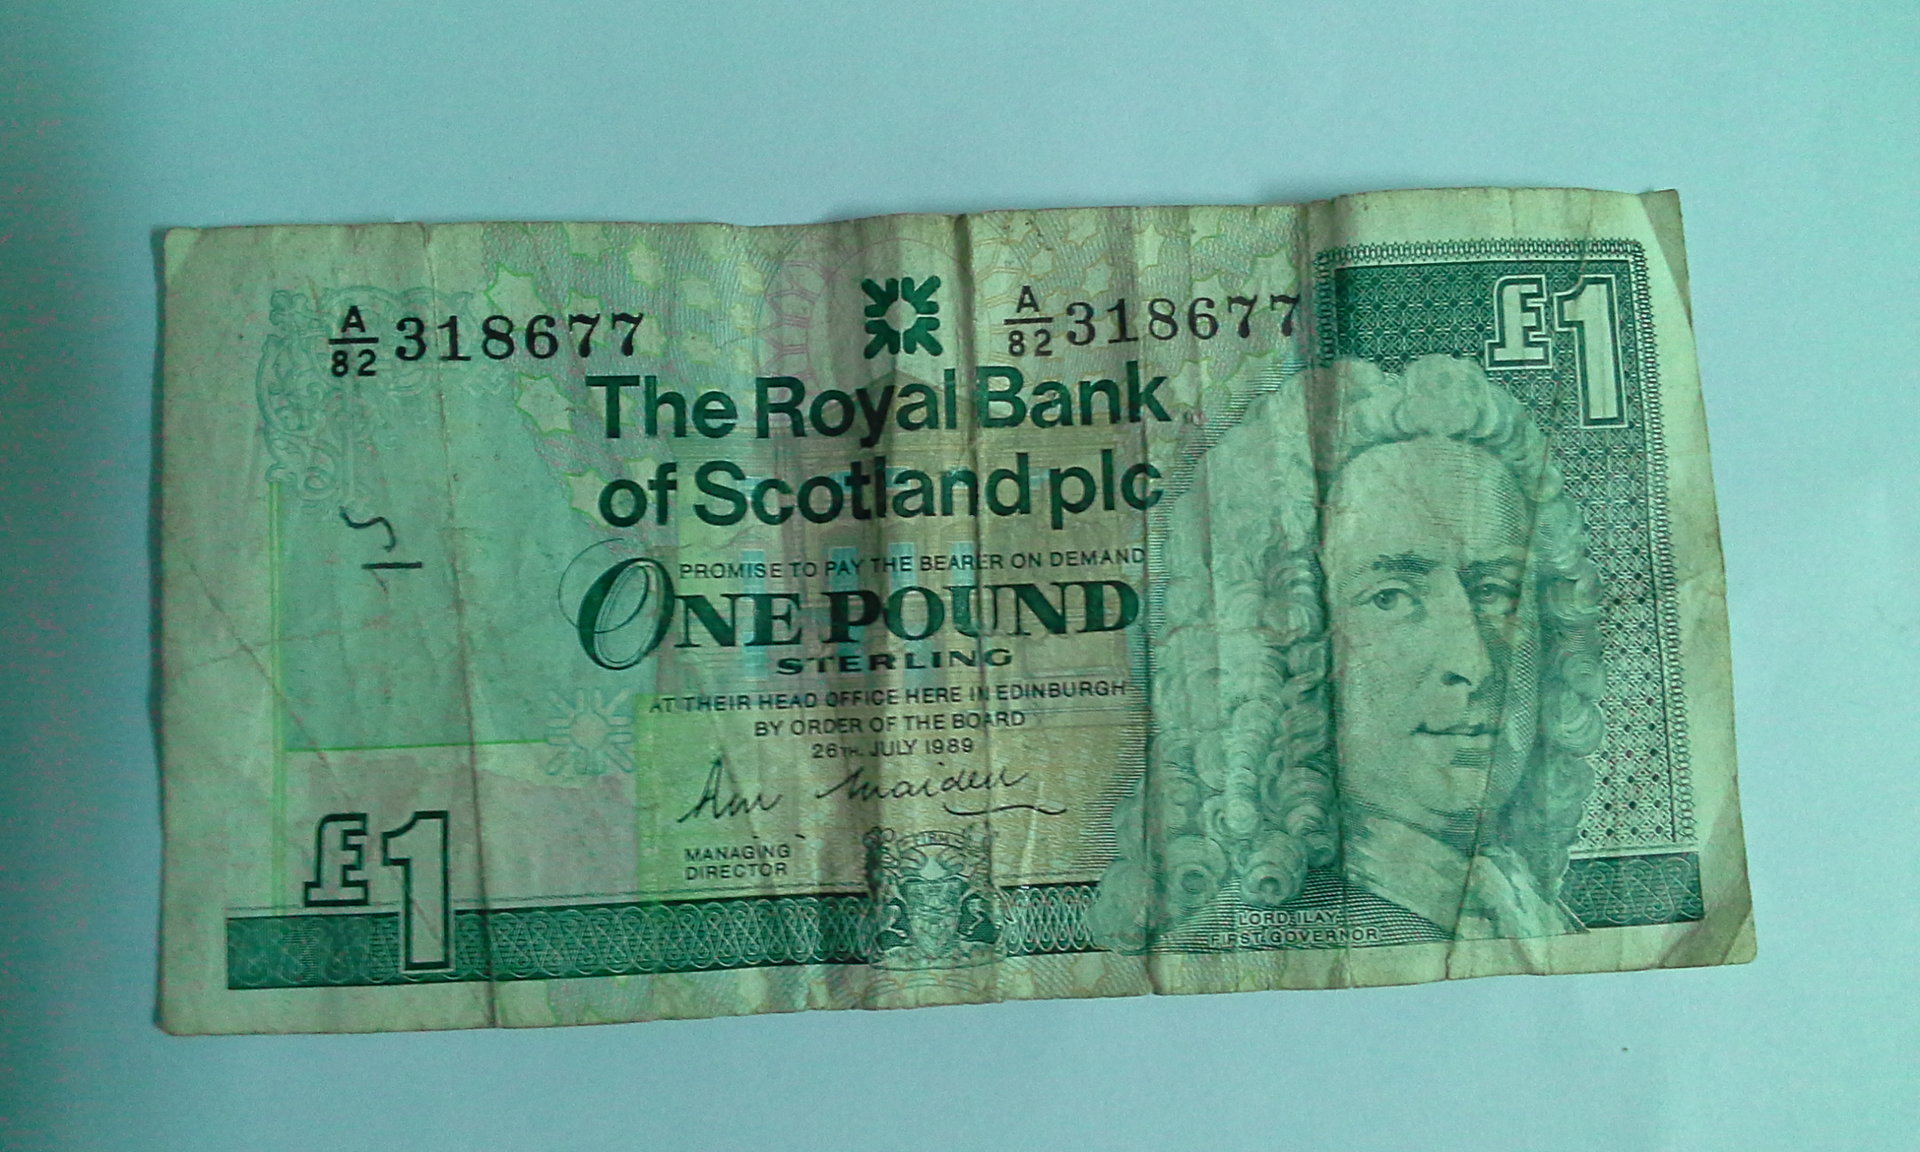 A/82 318677
A/82 318677
£1
The Royal Bank
of Scotland plc
PROMISE TO PAY THE BEARER ON DEMAND
ONE POUND
STERLING
AT THEIR HEAD OFFICE HERE IN EDINBURGH
BY ORDER OF THE BOARD
26TH. JULY 1989
MANAGING
DIRECTOR
£1
LORD ILAY
FIRST GOVERNOR